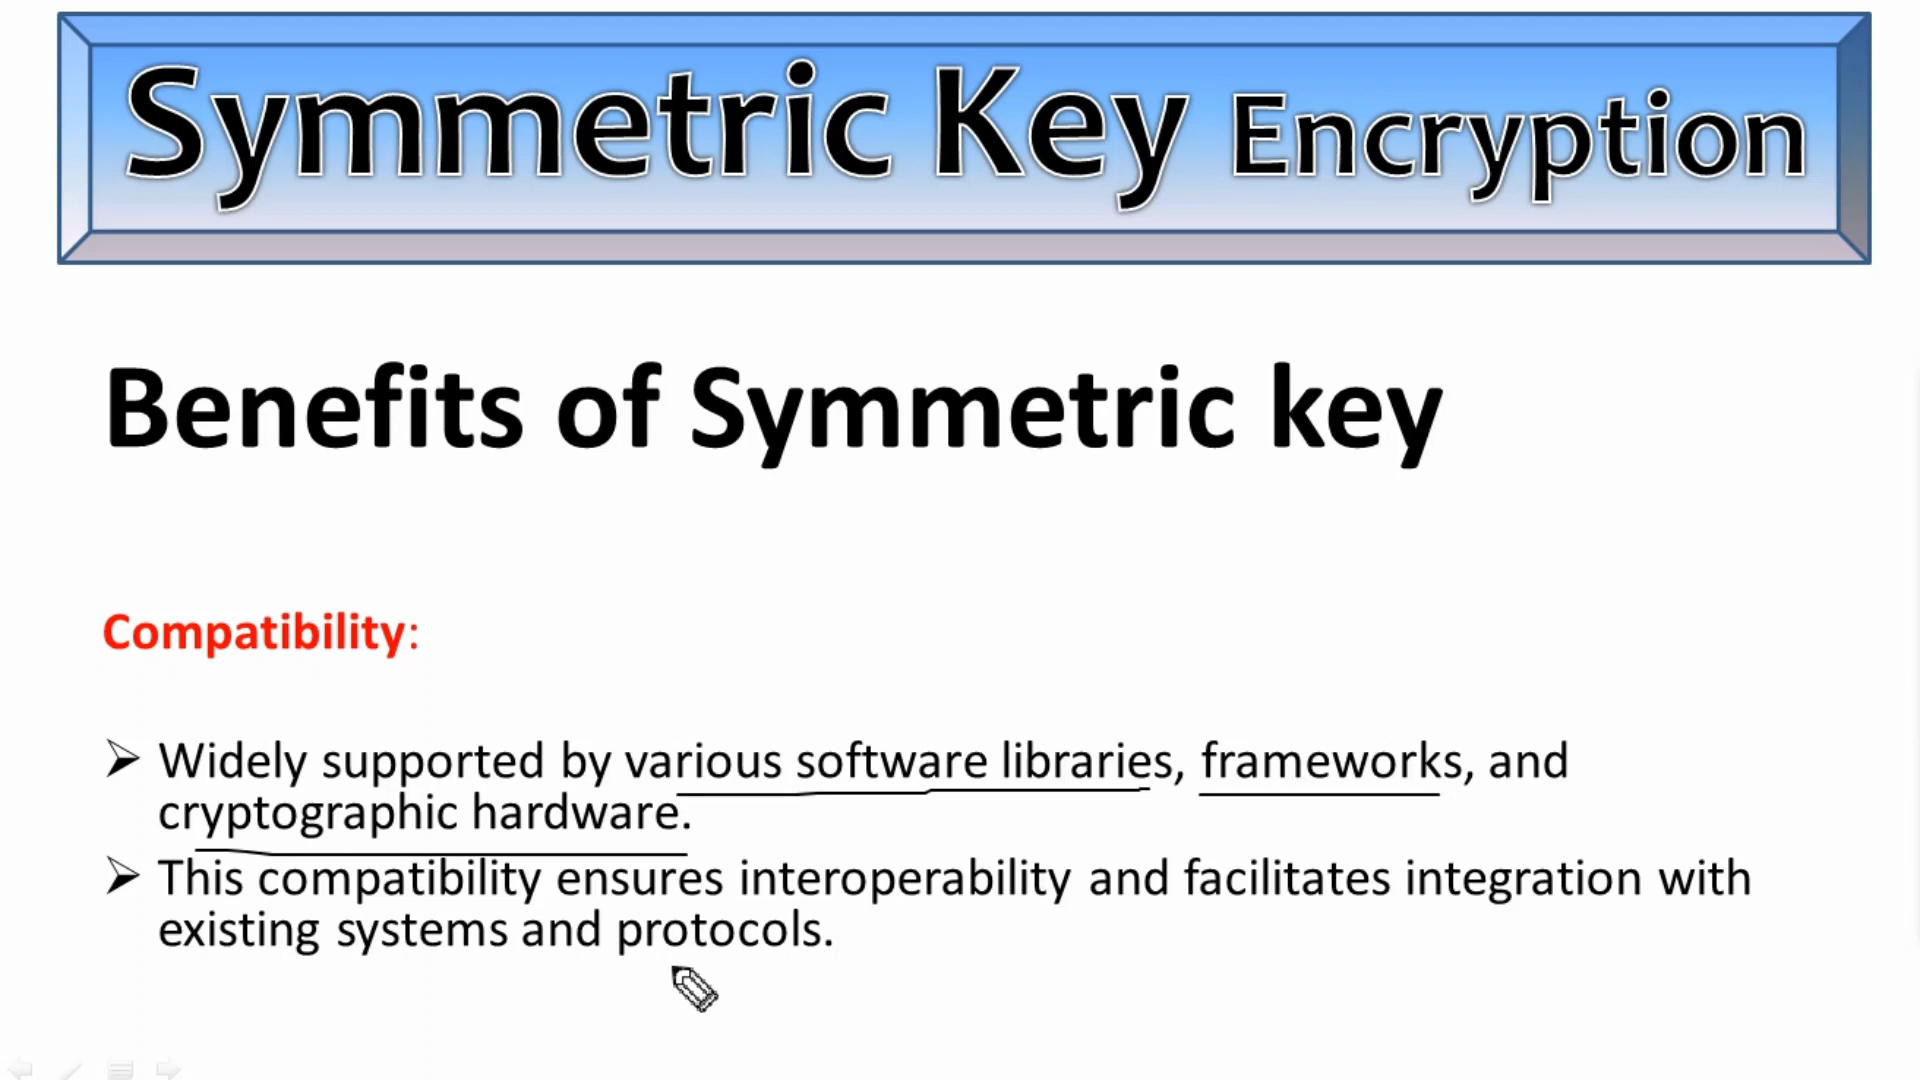 Symmetric Key Encryption
Benefits of Symmetric key
Compatibility:
➢ Widely supported by various software libraries, frameworks, and
cryptographic hardware.
➢ This compatibility ensures interoperability and facilitates integration with
existing systems and protocols.